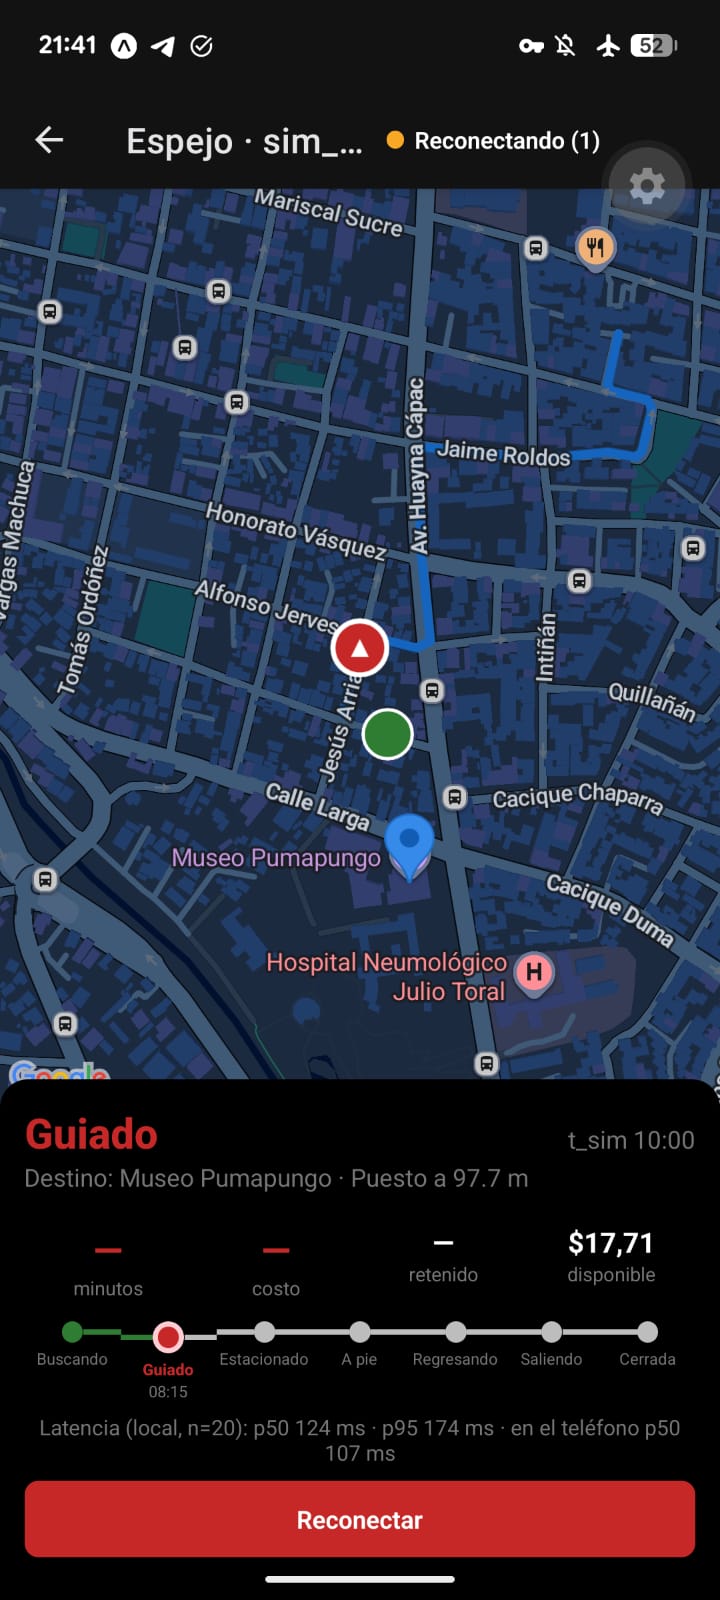 21:41
52
Espejo · sim_...
Reconectando (1)
Mariscal Sucre
Av. Huayna Cápac
Jaime Roldos
Vargas Machuca
Honorato Vásquez
Tomás Ordóñez
Alfonso Jerves
Intiñán
Quillañán
Jesús Arria
Calle Larga
Cacique Chaparra
Museo Pumapungo
Cacique Duma
Hospital Neumológico
Julio Toral
H
Google
Guiado
t_sim 10:00
Destino: Museo Pumapungo · Puesto a 97.7 m
— — – $17,71
minutos costo retenido disponible
Buscando Guiado Estacionado A pie Regresando Saliendo Cerrada
08:15
Latencia (local, n=20): p50 124 ms · p95 174 ms · en el teléfono p50
107 ms
Reconectar